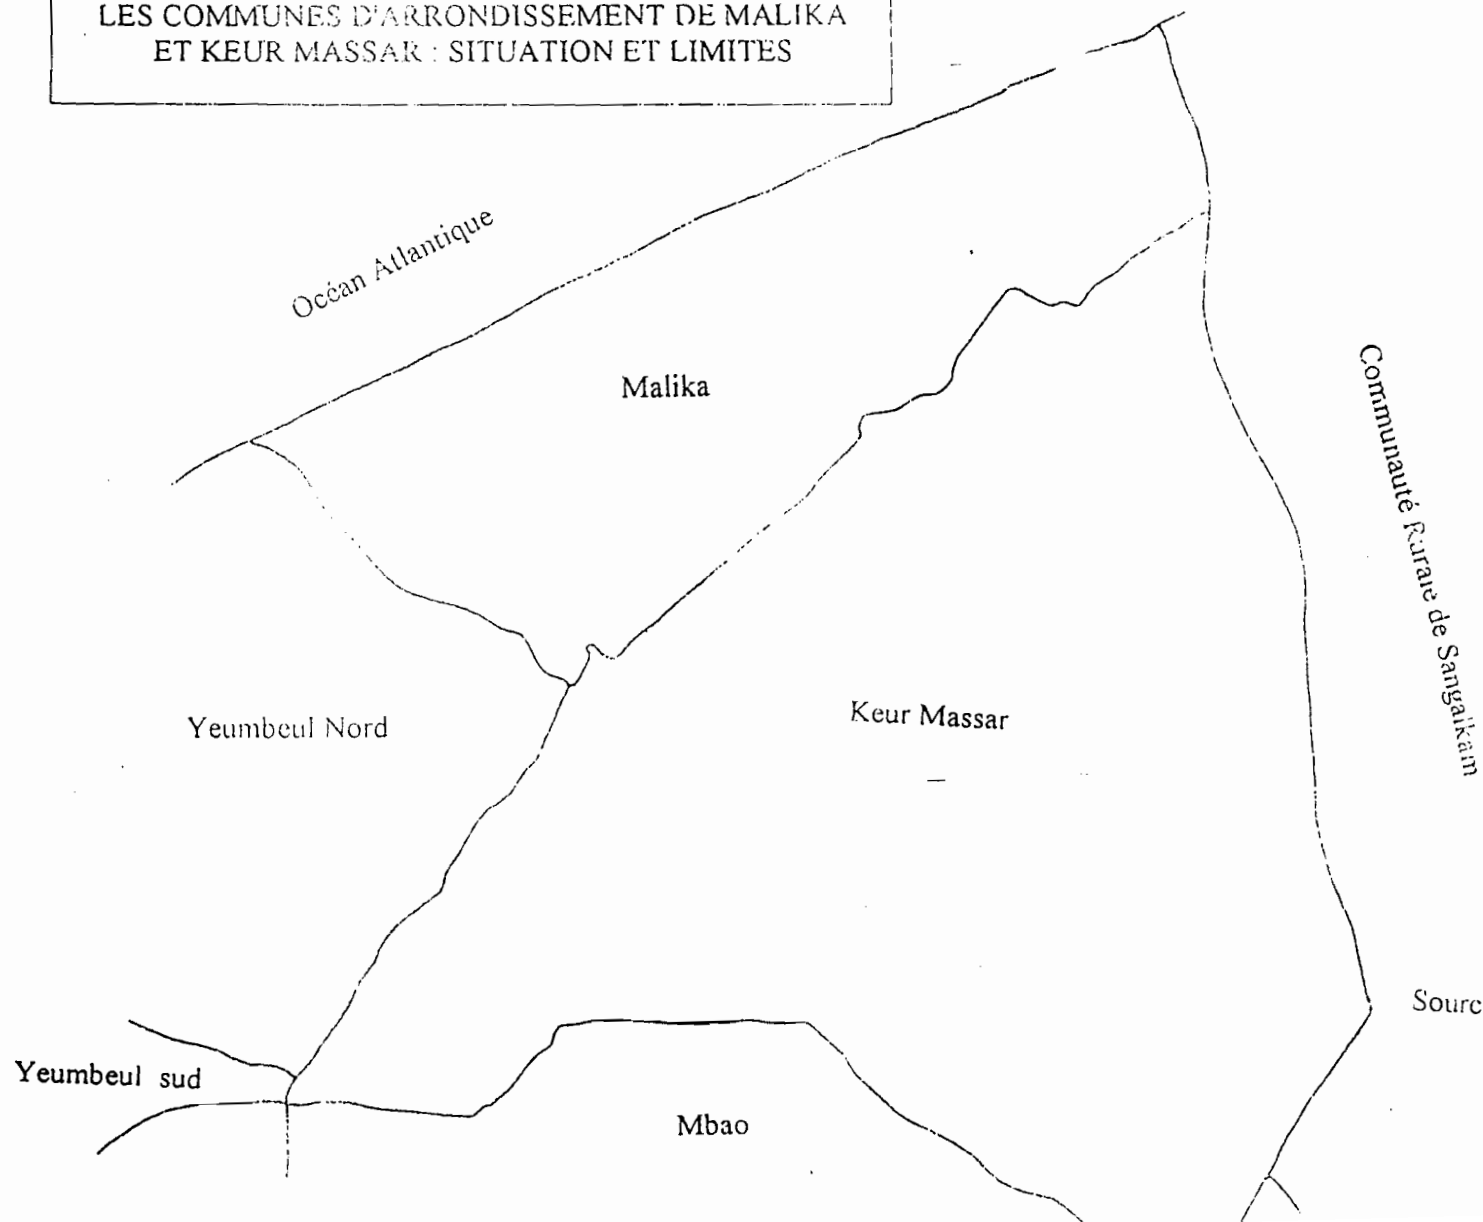 LES COMMUNES D'ARRONDISSEMENT DE MALIKA
ET KEUR MASSAR : SITUATION ET LIMITES
Océan Atlantique
Malika
Communauté Rurale de Sangalkam
Yeumbeul Nord
Keur Massar
Sourc
Yeumbeul sud
Mbao